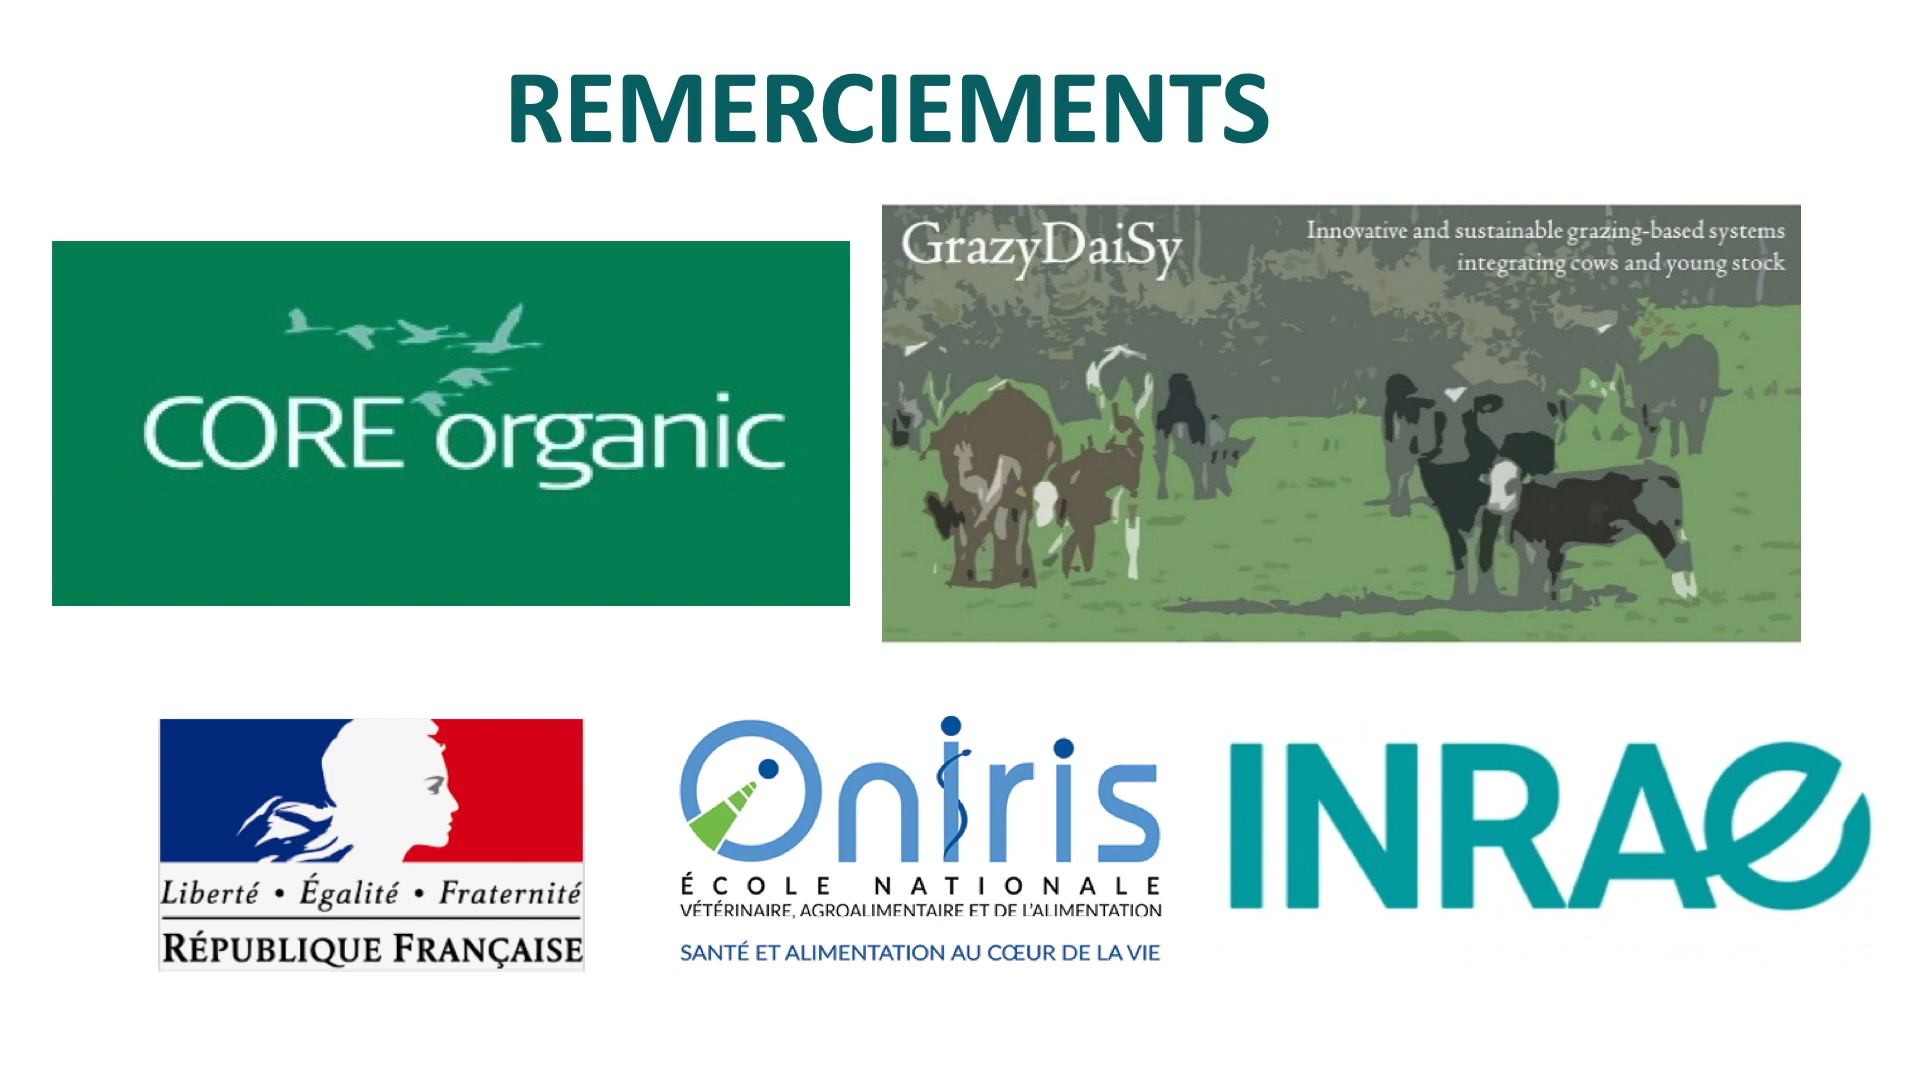 REMERCIEMENTS
CORE organic
GrazyDaiSy
Innovative and sustainable grazing-based systems
integrating cows and young stock
Liberté • Égalité • Fraternité
RÉPUBLIQUE FRANÇAISE
Oniris
ÉCOLE NATIONALE
VÉTÉRINAIRE, AGROALIMENTAIRE ET DE L'ALIMENTATION
SANTÉ ET ALIMENTATION AU CŒUR DE LA VIE
INRAE